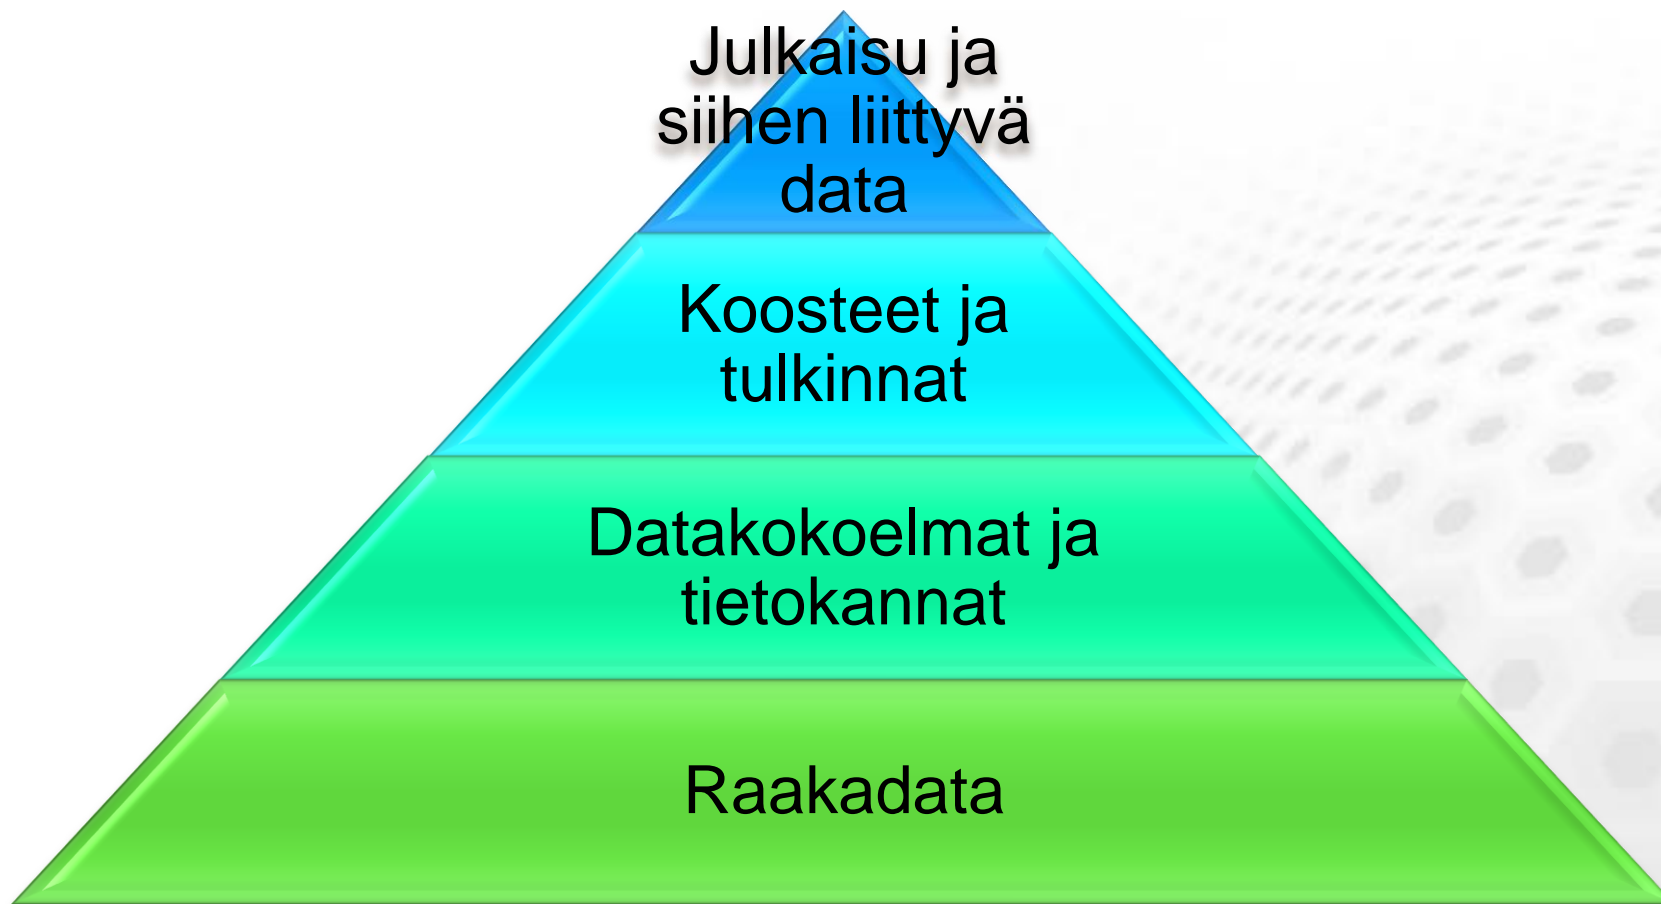 Julkaisu ja
siihen liittyvä
data
Koosteet ja
tulkinnat
Datakokoelmat ja
tietokannat
Raakadata